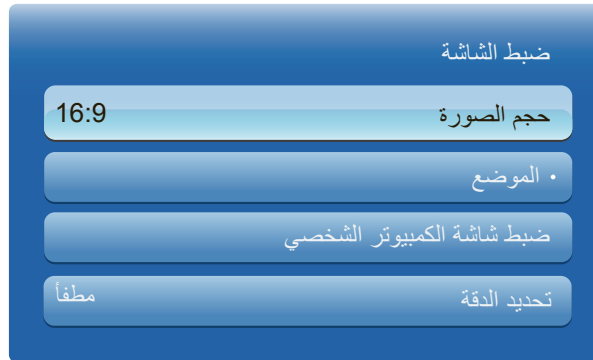 ضبط الشاشة
حجم الصورة 16:9
· الموضع
ضبط شاشة الكمبيوتر الشخصي
تحديد الدقة مطفأ